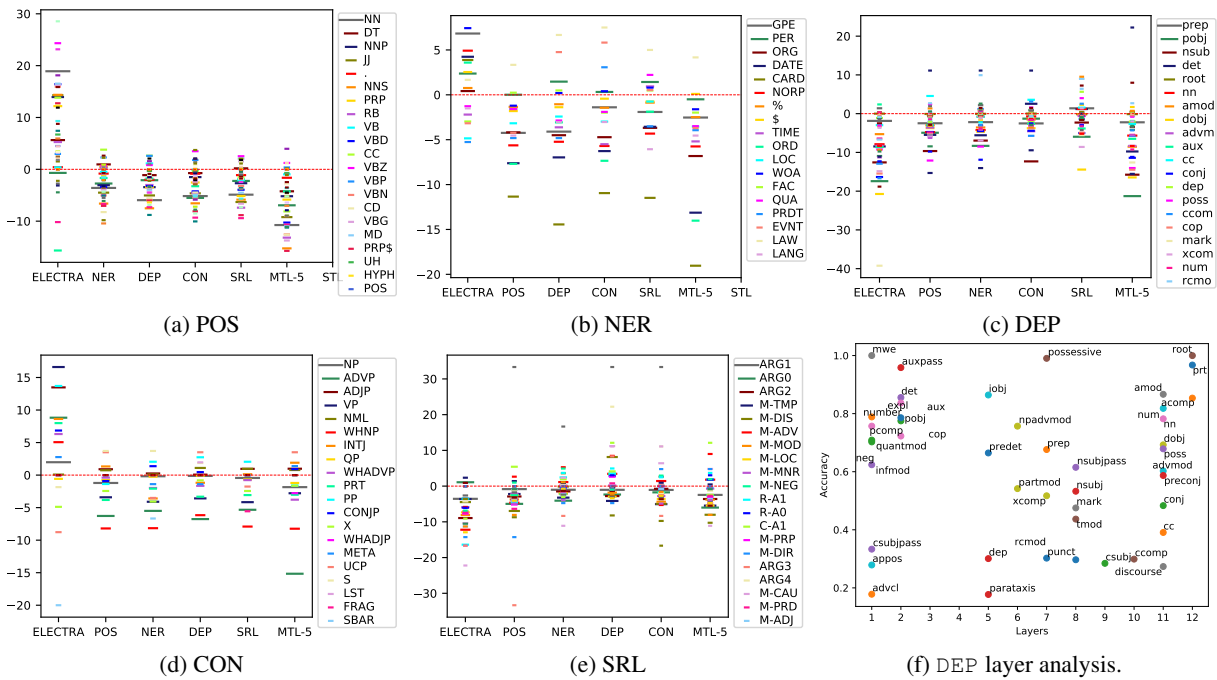 30
20
10
0
−10
ELECTRA
NER
DEP
CON
SRL
MTL-5
STL
NN
DT
NNP
JJ
.
NNS
PRP
RB
VB
VBD
CC
VBZ
VBP
VBN
CD
VBG
MD
PRP$
UH
HYPH
POS
(a) POS
5
0
−5
−10
−15
−20
ELECTRA
POS
DEP
CON
SRL
MTL-5
STL
GPE
PER
ORG
DATE
CARD
NORP
%
$
TIME
ORD
LOC
WOA
FAC
QUA
PRDT
EVNT
LAW
LANG
(b) NER
20
10
0
−10
−20
−30
−40
ELECTRA
POS
NER
CON
SRL
MTL-5
prep
pobj
nsub
det
root
nn
amod
dobj
advm
aux
cc
conj
dep
poss
ccom
cop
mark
xcom
num
rcmo
(c) DEP
15
10
5
0
−5
−10
−15
−20
ELECTRA
POS
NER
DEP
SRL
MTL-5
NP
ADVP
ADJP
VP
NML
WHNP
INTJ
QP
WHADVP
PRT
PP
CONJP
X
WHADJP
META
UCP
S
LST
FRAG
SBAR
(d) CON
30
20
10
0
−10
−20
−30
ELECTRA
POS
NER
DEP
CON
MTL-5
ARG1
ARG0
ARG2
M-TMP
M-DIS
M-ADV
M-MOD
M-LOC
M-MNR
M-NEG
R-A1
R-A0
C-A1
M-PRP
M-DIR
ARG3
ARG4
M-CAU
M-PRD
M-ADJ
(e) SRL
Accuracy
1.0
0.8
0.6
0.4
0.2
mwe
auxpass
possessive
root
prt
det
expl
iobj
amod
acomp
number
aux
pobj
num
nn
pcomp
cop
npadvmod
quantmod
dobj
predet
prep
poss
neg
infmod
nsubjpass
advmod
preconj
partmod
nsubj
xcomp
mark
conj
tmod
cc
csubjpass
rcmod
appos
dep
punct
csubj
ccomp
discourse
advcl
parataxis
1 2 3 4 5 6 7 8 9 10 11 12
Layers
(f) DEP layer analysis.